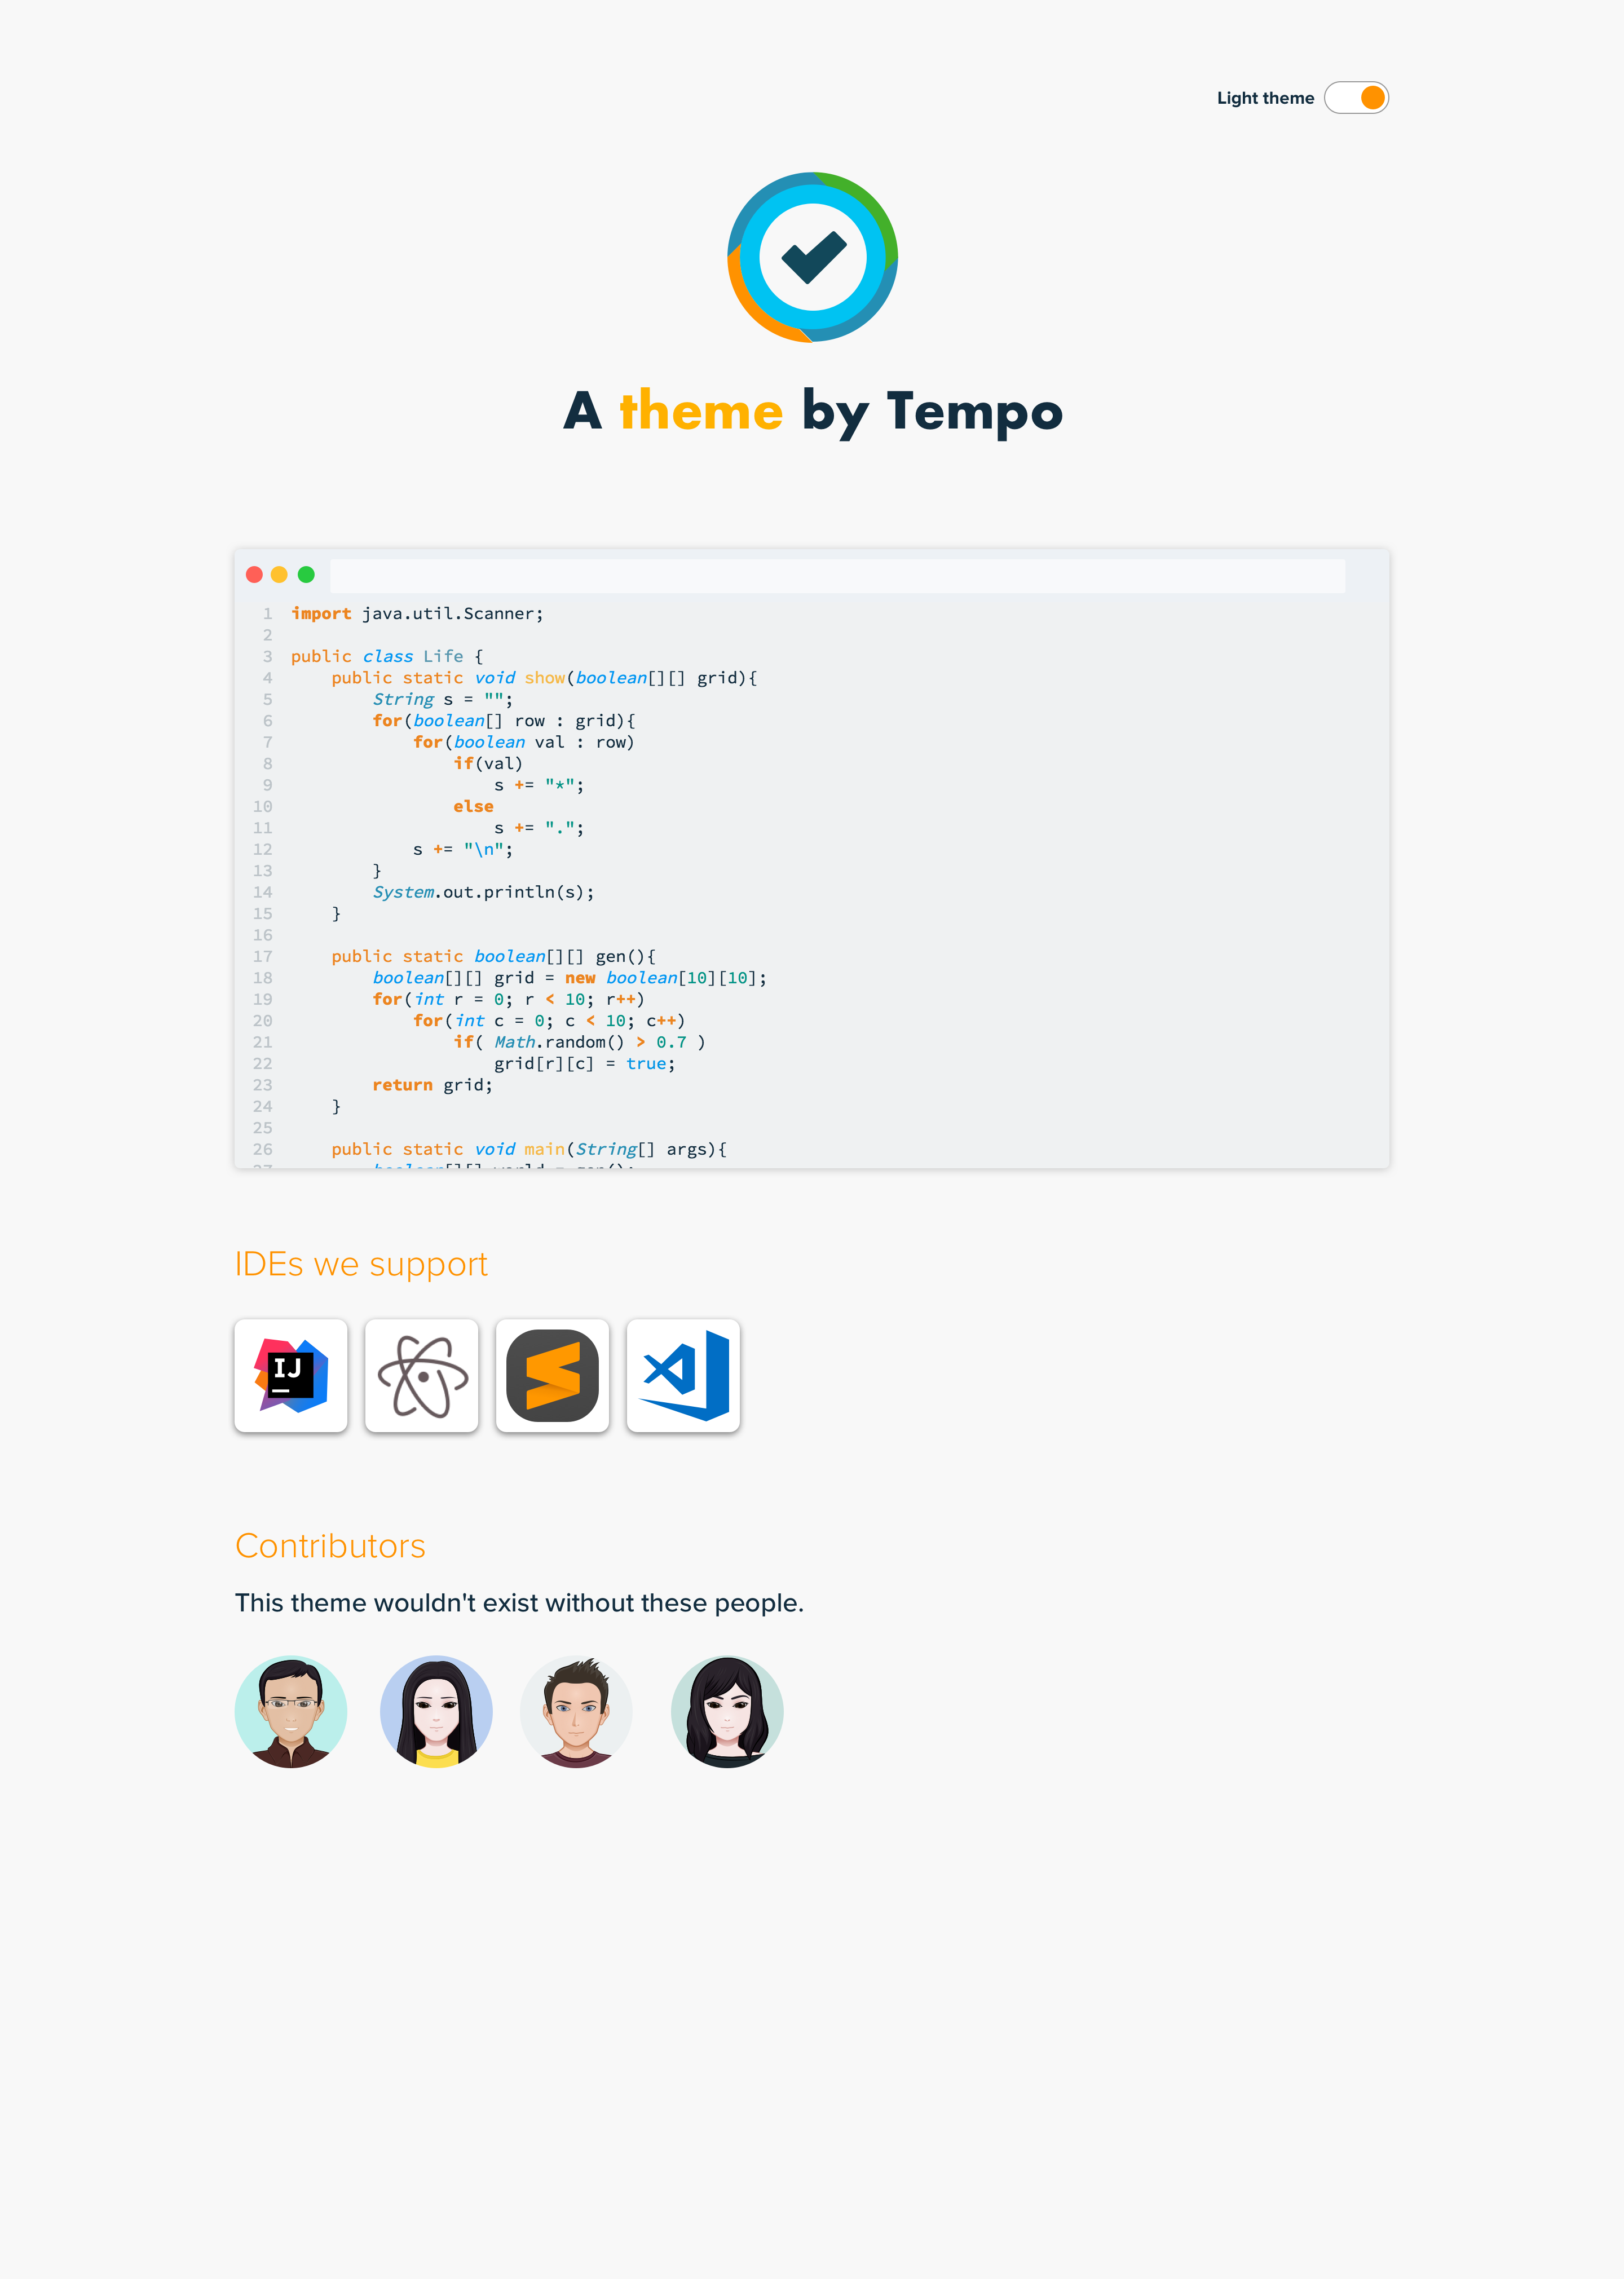 Light theme
A theme by Tempo
1 import java.util.Scanner;
2
3 public class Life {
4     public static void show(boolean[][] grid){
5         String s = "";
6         for(boolean[] row : grid){
7             for(boolean val : row)
8                 if(val)
9                     s += "*";
10                 else
11                     s += ".";
12             s += "\n";
13         }
14         System.out.println(s);
15     }
16
17     public static boolean[][] gen(){
18         boolean[][] grid = new boolean[10][10];
19         for(int r = 0; r < 10; r++)
20             for(int c = 0; c < 10; c++)
21                 if( Math.random() > 0.7 )
22                     grid[r][c] = true;
23         return grid;
24     }
25
26     public static void main(String[] args){
IDEs we support
IJ
Contributors
This theme wouldn't exist without these people.